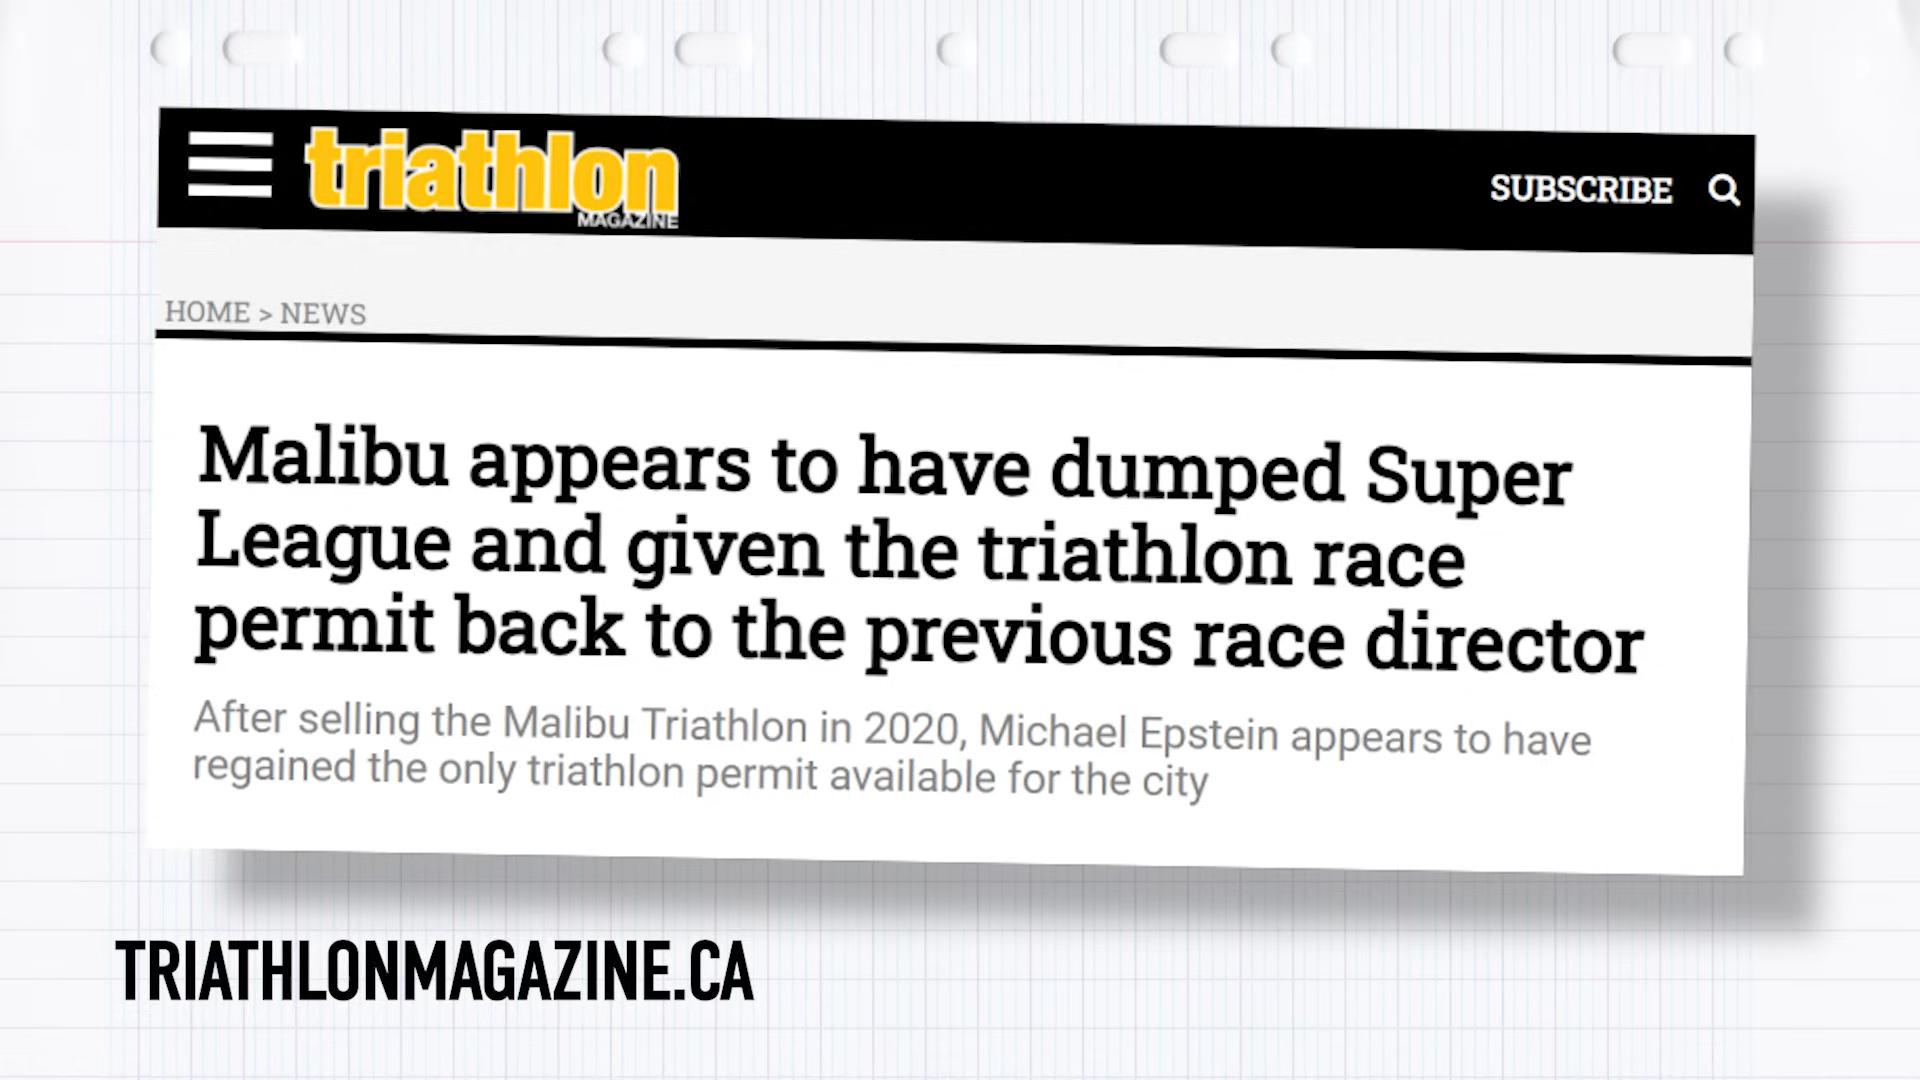 triathlon
MAGAZINE
SUBSCRIBE
HOME > NEWS
Malibu appears to have dumped Super
League and given the triathlon race
permit back to the previous race director
After selling the Malibu Triathlon in 2020, Michael Epstein appears to have
regained the only triathlon permit available for the city
TRIATHLONMAGAZINE.CA